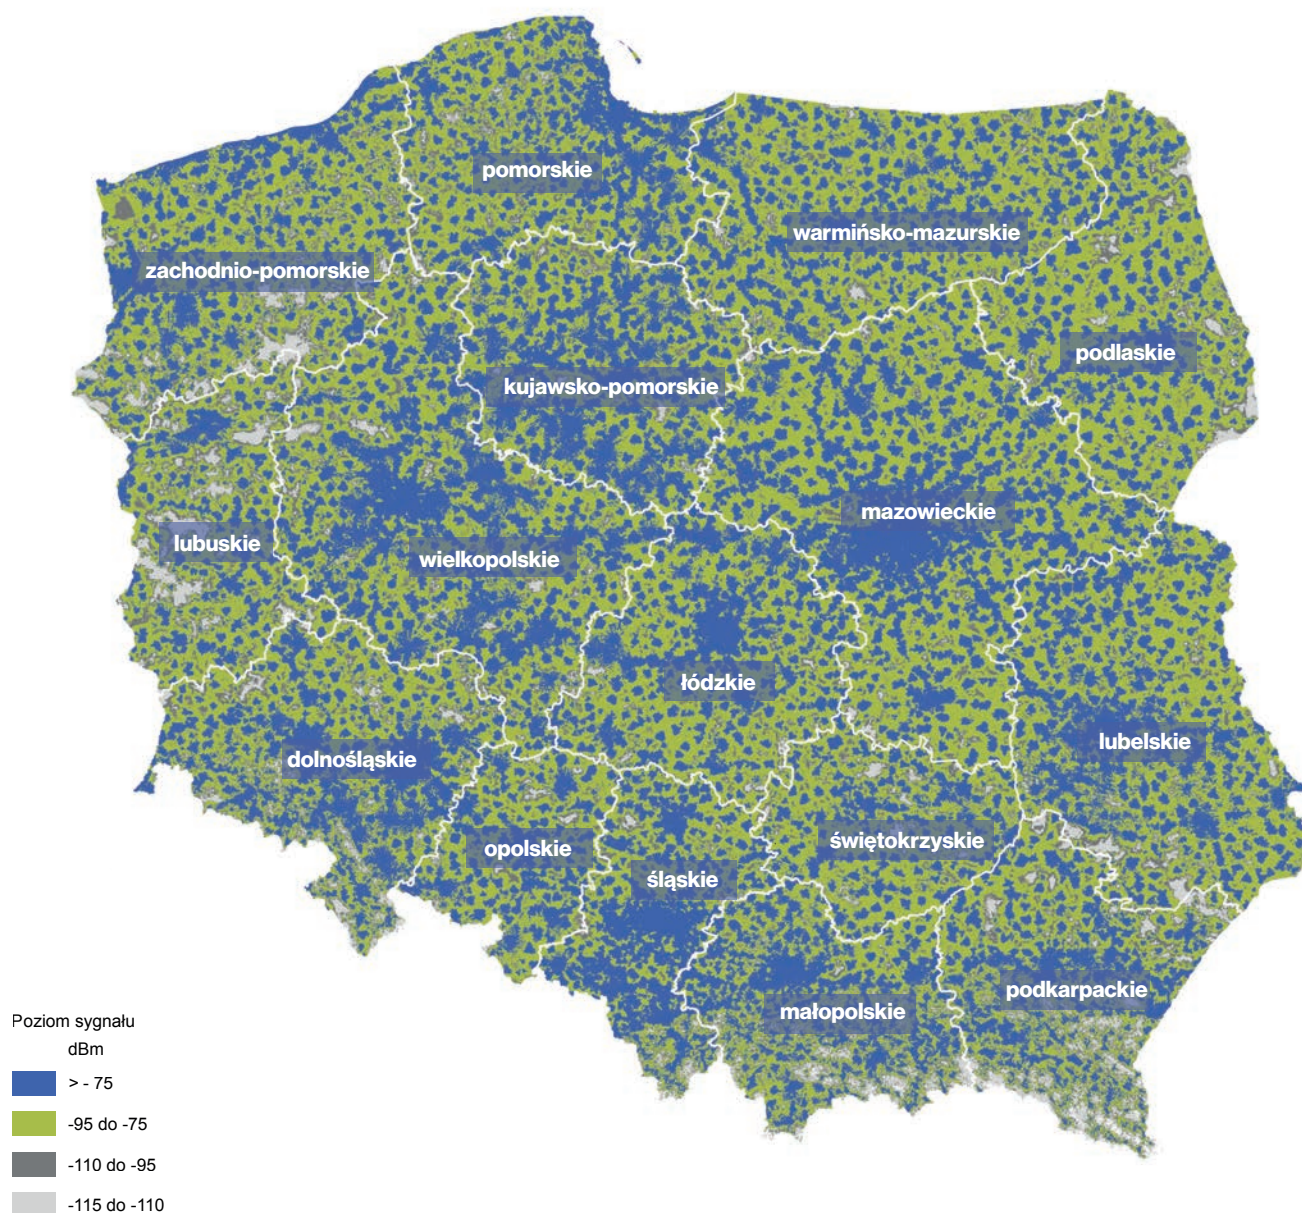 pomorskie
warmińsko-mazurskie
zachodnio-pomorskie
podlaskie
kujawsko-pomorskie
mazowieckie
lubuskie
wielkopolskie
łódzkie
lubelskie
dolnośląskie
świętokrzyskie
opolskie
śląskie
podkarpackie
małopolskie
Poziom sygnału
dBm
> - 75
-95 do -75
-110 do -95
-115 do -110